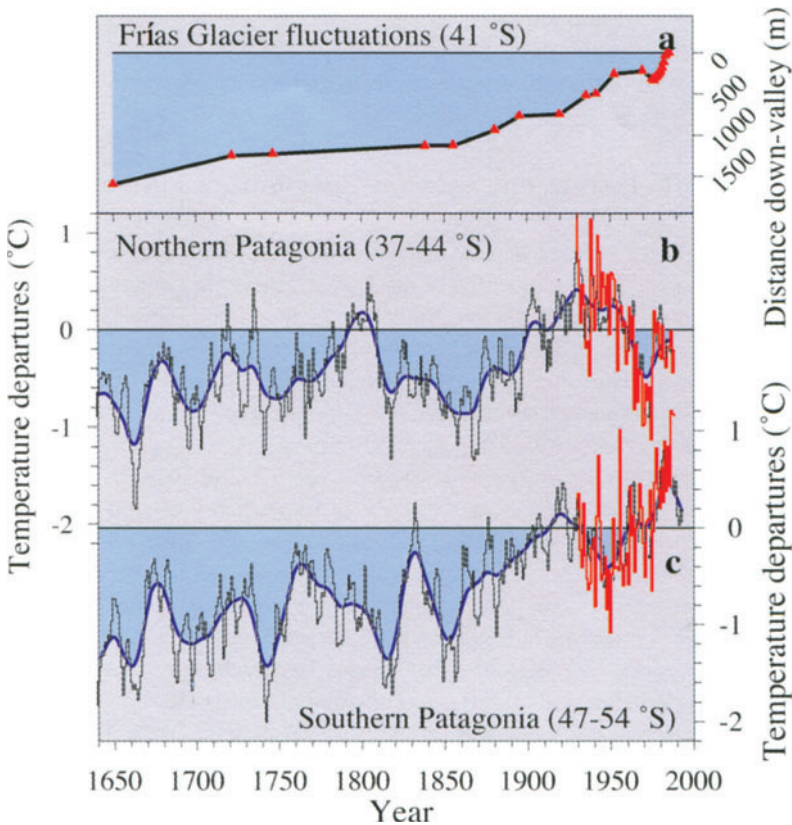 Frías Glacier fluctuations (41 ˚S)
a
0
500
1000
1500
Distance down-valley (m)
Northern Patagonia (37-44 ˚S)
b
1
0
-1
-2
Temperature departures (˚C)
1
0
-1
-2
Temperature departures (˚C)
c
Southern Patagonia (47-54 ˚S)
1650 1700 1750 1800 1850 1900 1950 2000
Year